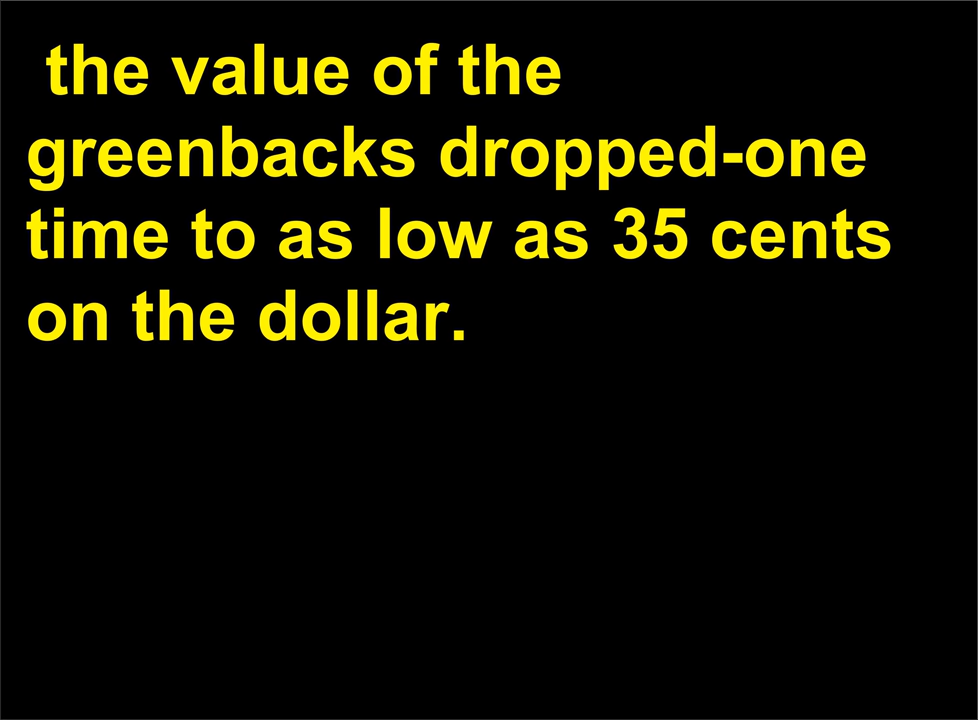 the value of the
greenbacks dropped-one
time to as low as 35 cents
on the dollar.